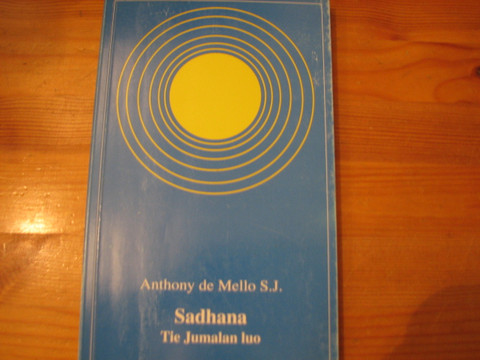 Anthony de Mello S.J.
Sadhana
Tie Jumalan luo